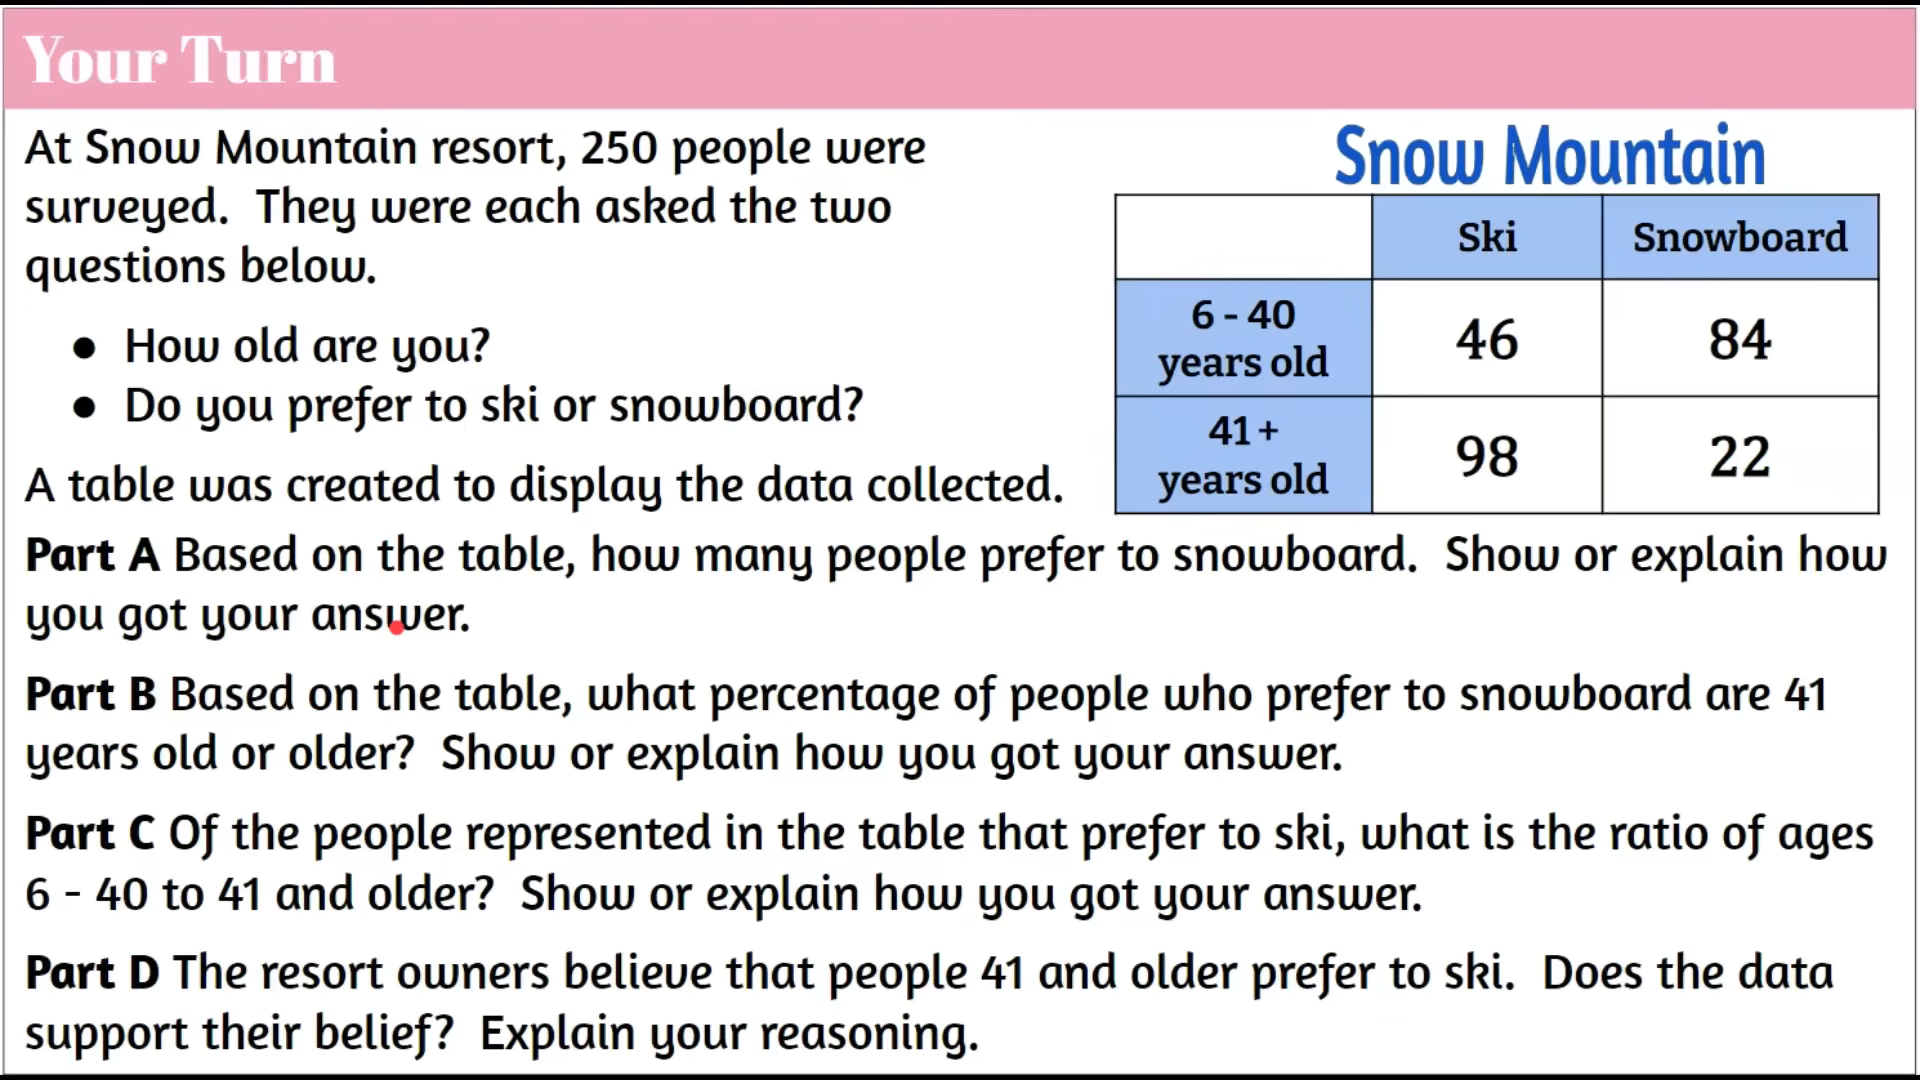 Your Turn
At Snow Mountain resort, 250 people were
surveyed. They were each asked the two
questions below.
● How old are you?
● Do you prefer to ski or snowboard?
A table was created to display the data collected.
Snow Mountain
Ski Snowboard
6 - 40
years old
46 84
41 +
years old
98 22
Part A Based on the table, how many people prefer to snowboard. Show or explain how
you got your answer.
Part B Based on the table, what percentage of people who prefer to snowboard are 41
years old or older? Show or explain how you got your answer.
Part C Of the people represented in the table that prefer to ski, what is the ratio of ages
6 - 40 to 41 and older? Show or explain how you got your answer.
Part D The resort owners believe that people 41 and older prefer to ski. Does the data
support their belief? Explain your reasoning.